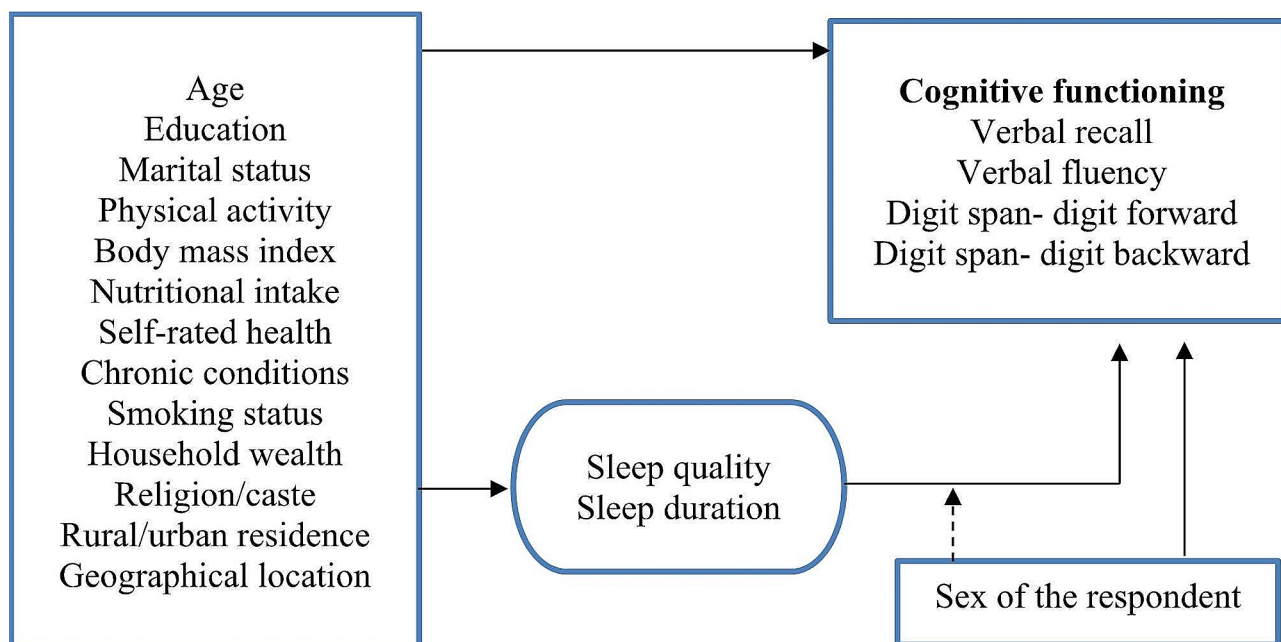 Age
Education
Marital status
Physical activity
Body mass index
Nutritional intake
Self-rated health
Chronic conditions
Smoking status
Household wealth
Religion/caste
Rural/urban residence
Geographical location
Cognitive functioning
Verbal recall
Verbal fluency
Digit span- digit forward
Digit span- digit backward
Sleep quality
Sleep duration
Sex of the respondent